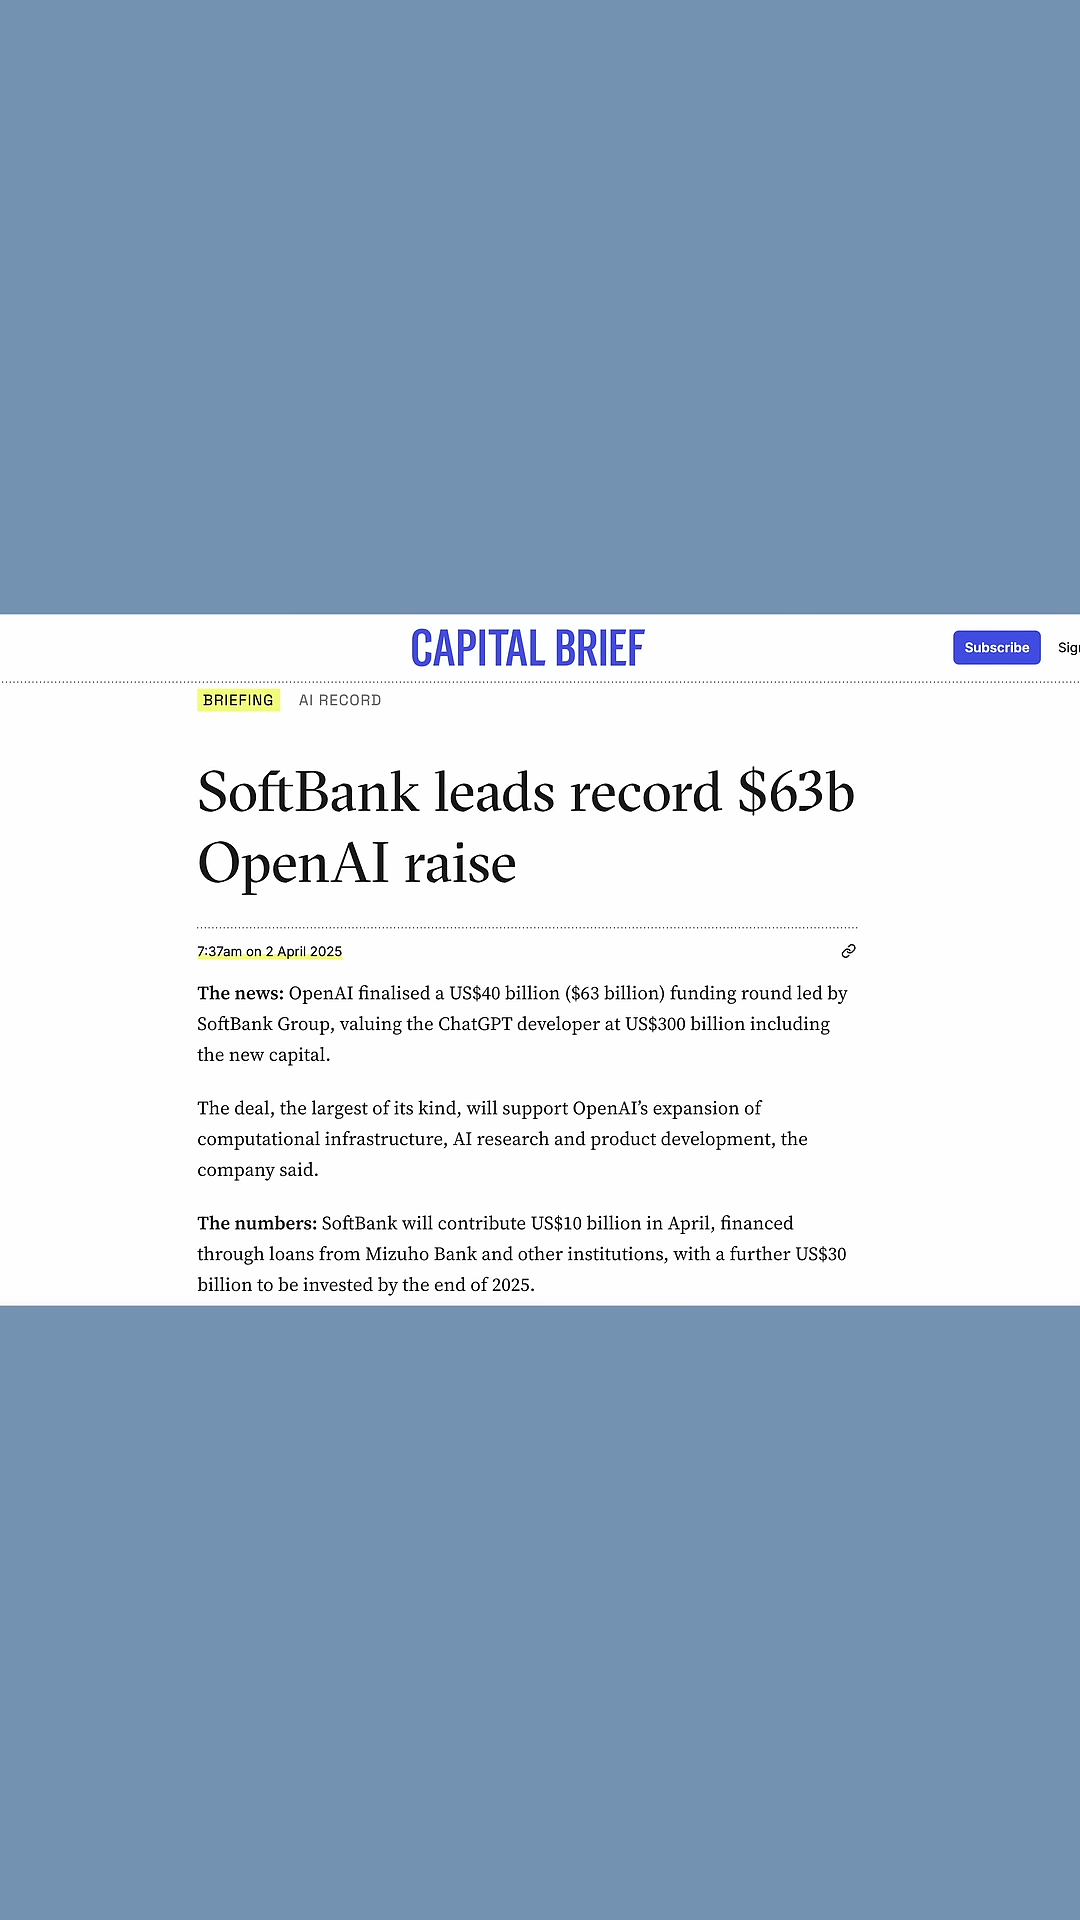 CAPITAL BRIEF
Subscribe
BRIEFING AI RECORD
SoftBank leads record $63b
OpenAI raise
7:37am on 2 April 2025
The news: OpenAI finalised a US$40 billion ($63 billion) funding round led by
SoftBank Group, valuing the ChatGPT developer at US$300 billion including
the new capital.
The deal, the largest of its kind, will support OpenAI’s expansion of
computational infrastructure, AI research and product development, the
company said.
The numbers: SoftBank will contribute US$10 billion in April, financed
through loans from Mizuho Bank and other institutions, with a further US$30
billion to be invested by the end of 2025.